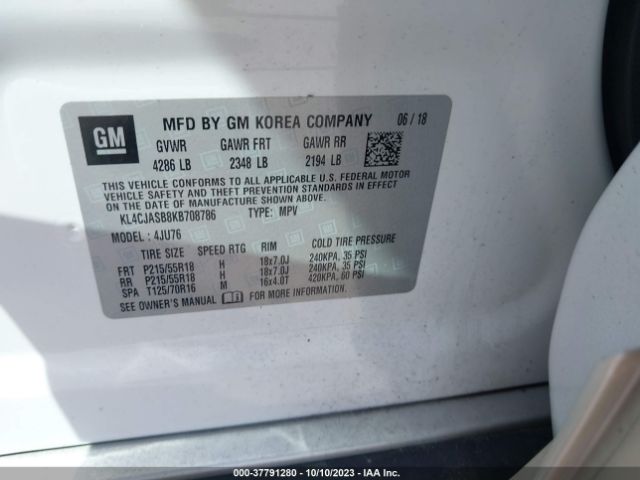 GM
MFD BY GM KOREA COMPANY 06 / 18
GVWR GAWR FRT GAWR RR
4286 LB 2348 LB 2194 LB
THIS VEHICLE CONFORMS TO ALL APPLICABLE U.S. FEDERAL MOTOR
VEHICLE SAFETY AND THEFT PREVENTION STANDARDS IN EFFECT
ON THE DATE OF MANUFACTURE SHOWN ABOVE.
KL4CJASB8KB708786 TYPE: MPV
MODEL : 4JU76
TIRE SIZE SPEED RTG RIM COLD TIRE PRESSURE
FRT P215/55R18 H 18x7.0J 240KPA, 35 PSI
RR P215/55R18 H 18x7.0J 240KPA, 35 PSI
SPA T125/70R16 M 16x4.0T 420KPA, 60 PSI
SEE OWNER'S MANUAL FOR MORE INFORMATION.
000-37791280 - 10/10/2023 - IAA Inc.